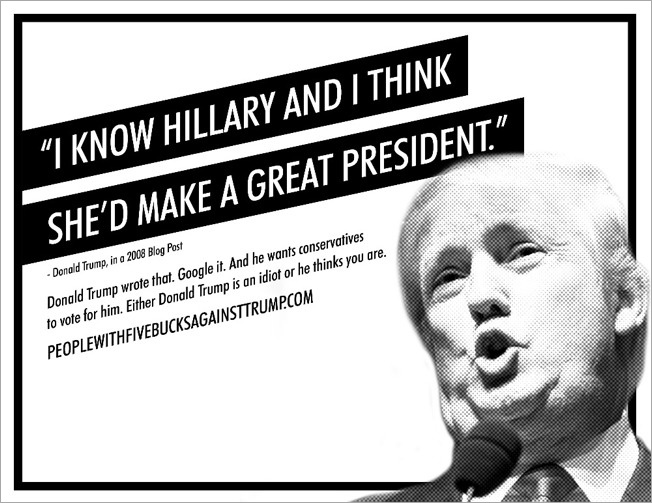 “I KNOW HILLARY AND I THINK
SHE’D MAKE A GREAT PRESIDENT.”
- Donald Trump, in a 2008 Blog Post
Donald Trump wrote that. Google it. And he wants conservatives
to vote for him. Either Donald Trump is an idiot or he thinks you are.
PEOPLEWITHFIVEBUCKSAGAINSTTRUMP.COM